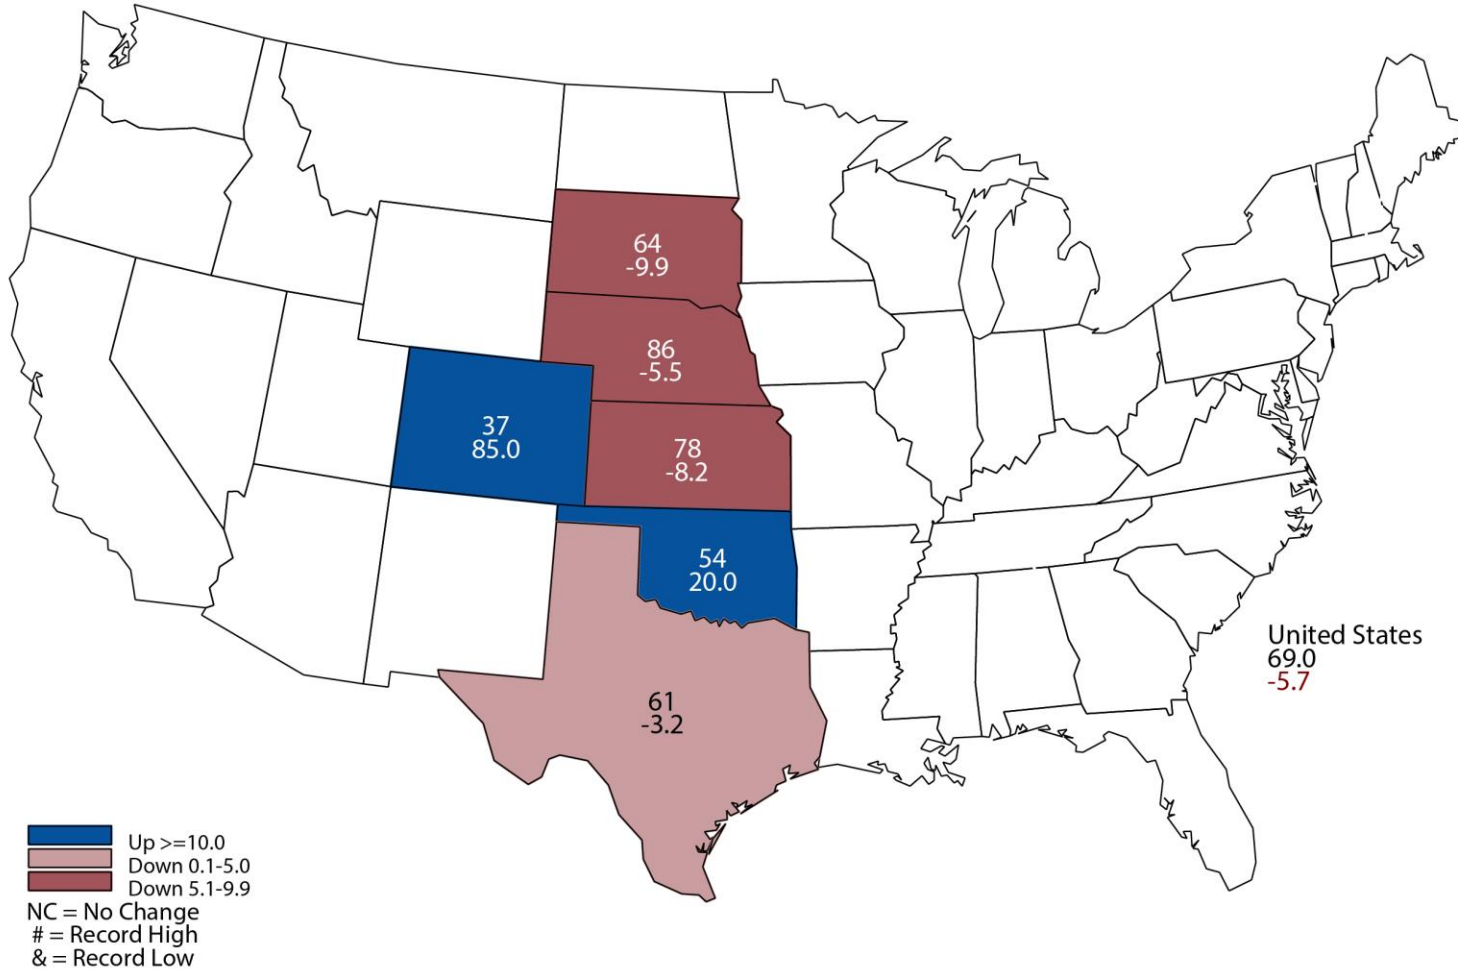 64
-9.9
86
-5.5
37
85.0
78
-8.2
54
20.0
United States
69.0
-5.7
61
-3.2
Up >=10.0
Down 0.1-5.0
Down 5.1-9.9
NC = No Change
# = Record High
& = Record Low